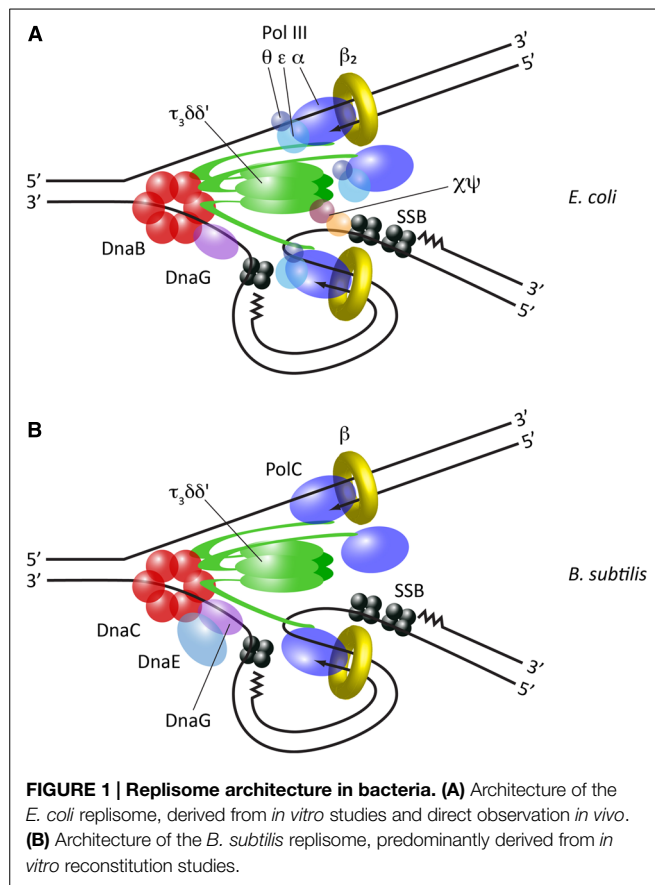 A
Pol III
θ ε α
β₂
3’
5’
τ₃δδ'
5’
3’
χψ
E. coli
SSB
DnaB
DnaG
3’
5’
B
β
3’
5’
PolC
τ₃δδ'
5’
3’
B. subtilis
SSB
DnaC
DnaE
DnaG
3’
5’
FIGURE 1 | Replisome architecture in bacteria. (A) Architecture of the
E. coli replisome, derived from in vitro studies and direct observation in vivo.
(B) Architecture of the B. subtilis replisome, predominantly derived from in
vitro reconstitution studies.